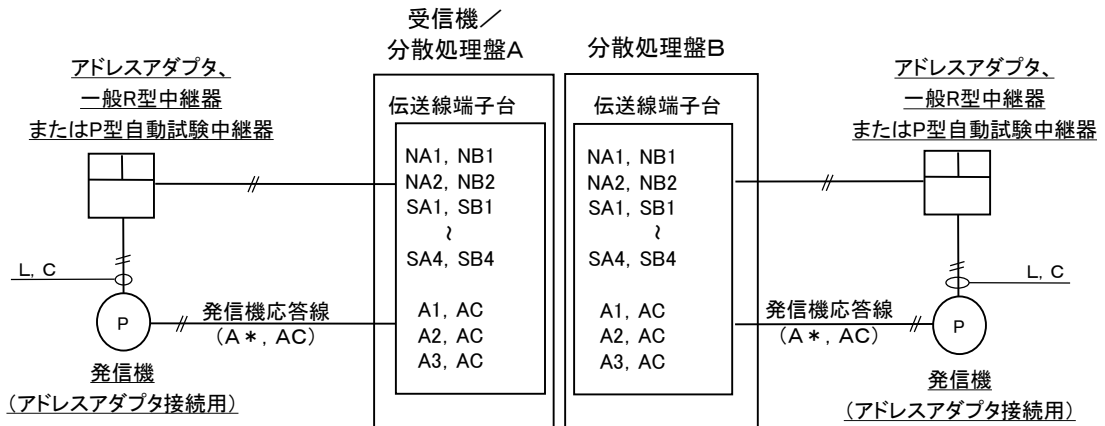 受信機／
分散処理盤A
分散処理盤B
アドレスアダプタ、
一般R型中継器
またはP型自動試験中継器
アドレスアダプタ、
一般R型中継器
またはP型自動試験中継器
伝送線端子台
NA1, NB1
NA2, NB2
SA1, SB1
~
SA4, SB4
A1, AC
A2, AC
A3, AC
伝送線端子台
NA1, NB1
NA2, NB2
SA1, SB1
~
SA4, SB4
A1, AC
A2, AC
A3, AC
L, C
P
発信機応答線
(A＊, AC)
発信機
(アドレスアダプタ接続用)
L, C
P
発信機応答線
(A＊, AC)
発信機
(アドレスアダプタ接続用)